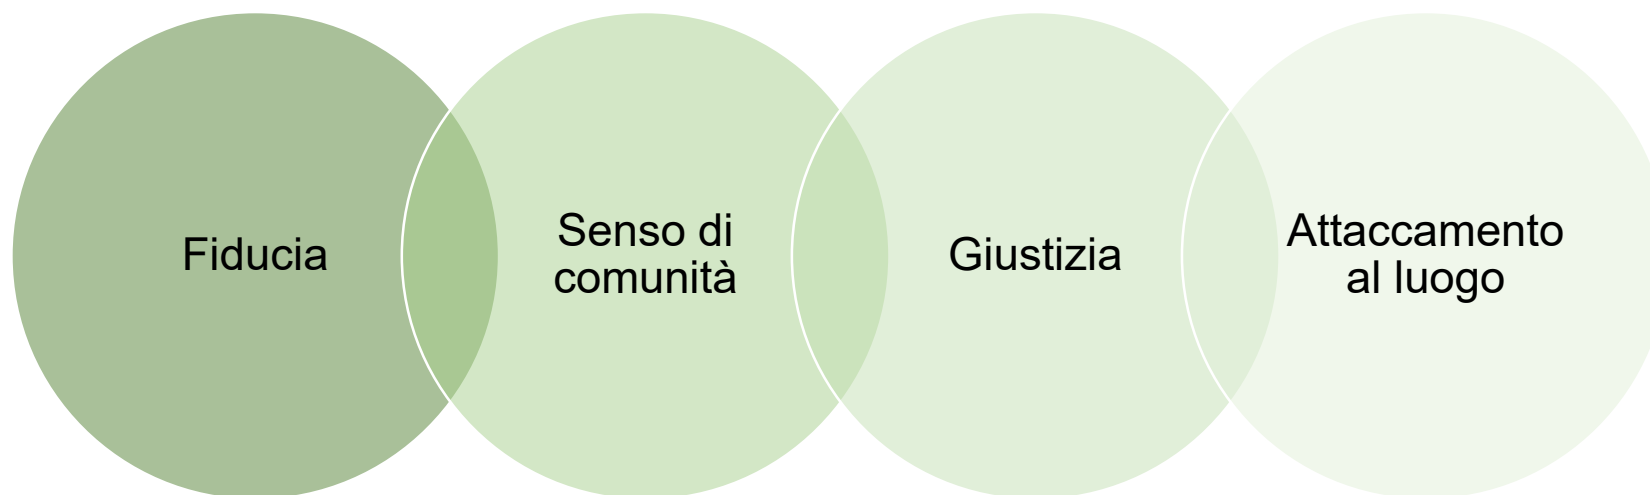 Fiducia
Senso di
comunità
Giustizia
Attaccamento
al luogo